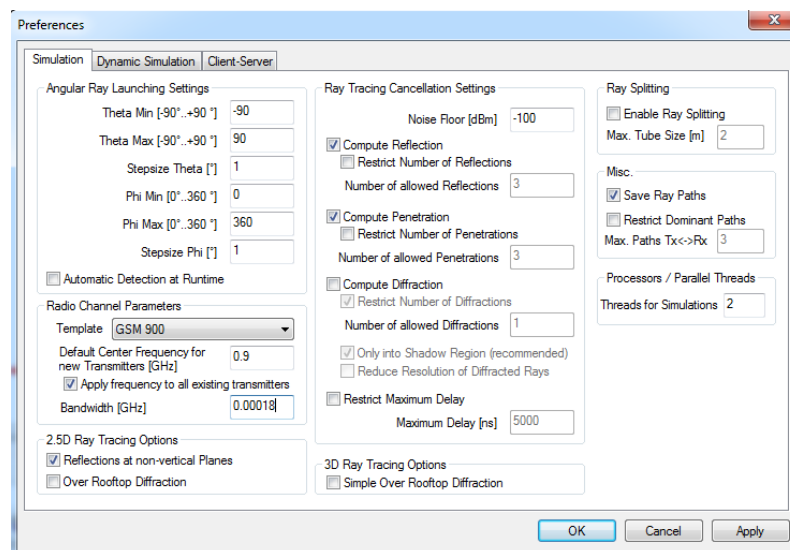 Preferences
Simulation
Dynamic Simulation
Client-Server
Angular Ray Launching Settings
Theta Min [-90°..+90 °] -90
Theta Max [-90°..+90 °] 90
Stepsize Theta [°] 1
Phi Min [0°..360 °] 0
Phi Max [0°..360 °] 360
Stepsize Phi [°] 1
Automatic Detection at Runtime
Radio Channel Parameters
Template GSM 900
Default Center Frequency for
new Transmitters [GHz] 0.9
Apply frequency to all existing transmitters
Bandwidth [GHz] 0.00018
2.5D Ray Tracing Options
Reflections at non-vertical Planes
Over Rooftop Diffraction
Ray Tracing Cancellation Settings
Noise Floor [dBm] -100
Compute Reflection
Restrict Number of Reflections
Number of allowed Reflections 3
Compute Penetration
Restrict Number of Penetrations
Number of allowed Penetrations 3
Compute Diffraction
Restrict Number of Diffractions
Number of allowed Diffractions 1
Only into Shadow Region (recommended)
Reduce Resolution of Diffracted Rays
Restrict Maximum Delay
Maximum Delay [ns] 5000
3D Ray Tracing Options
Simple Over Rooftop Diffraction
Ray Splitting
Enable Ray Splitting
Max. Tube Size [m] 2
Misc.
Save Ray Paths
Restrict Dominant Paths
Max. Paths Tx<->Rx 3
Processors / Parallel Threads
Threads for Simulations 2
OK
Cancel
Apply